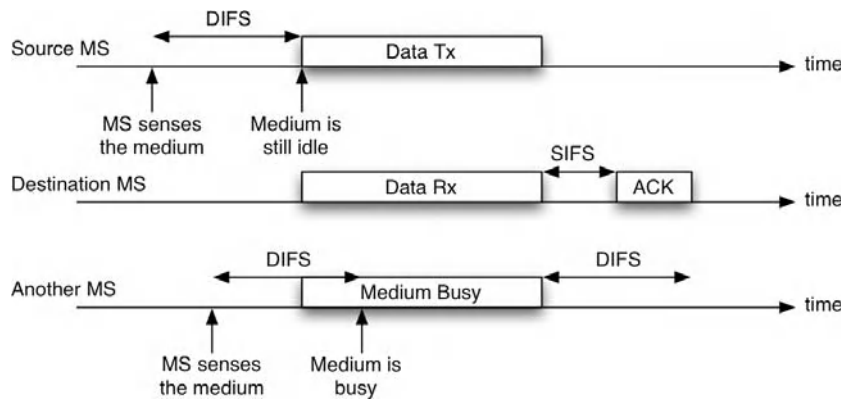 DIFS
Source MS
Data Tx
time
MS senses
the medium
Medium is
still idle
SIFS
Destination MS
Data Rx
ACK
time
DIFS
DIFS
Another MS
Medium Busy
time
MS senses
the medium
Medium is
busy